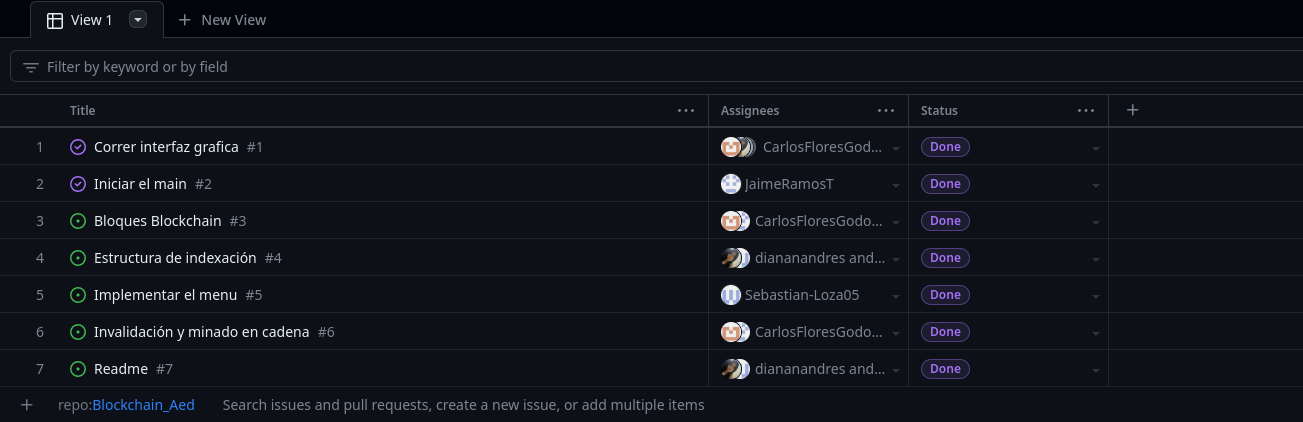 View 1 New View
Filter by keyword or by field
Title Assignees Status
1 Correr interfaz grafica #1 CarlosFloresGod... Done
2 Iniciar el main #2 JaimeRamosT Done
3 Bloques Blockchain #3 CarlosFloresGodo... Done
4 Estructura de indexación #4 diananandres and... Done
5 Implementar el menu #5 Sebastian-Loza05 Done
6 Invalidación y minado en cadena #6 CarlosFloresGodo... Done
7 Readme #7 diananandres and... Done
repo:Blockchain_Aed Search issues and pull requests, create a new issue, or add multiple items